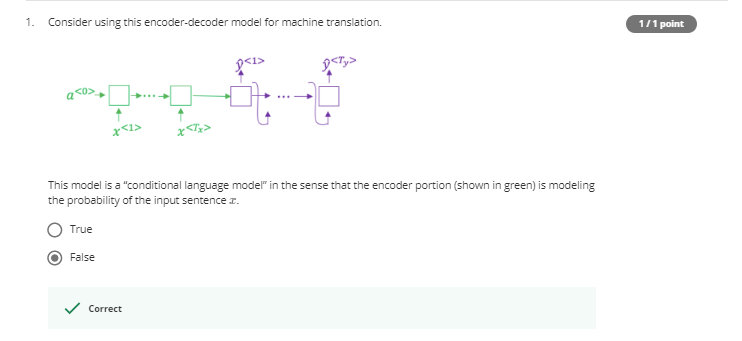 1. Consider using this encoder-decoder model for machine translation.
1 / 1 point
ŷ<1> ŷ<Ty>
a<0> ... ...
x<1> x<Tx>
This model is a "conditional language model" in the sense that the encoder portion (shown in green) is modeling
the probability of the input sentence x.
True
False
Correct